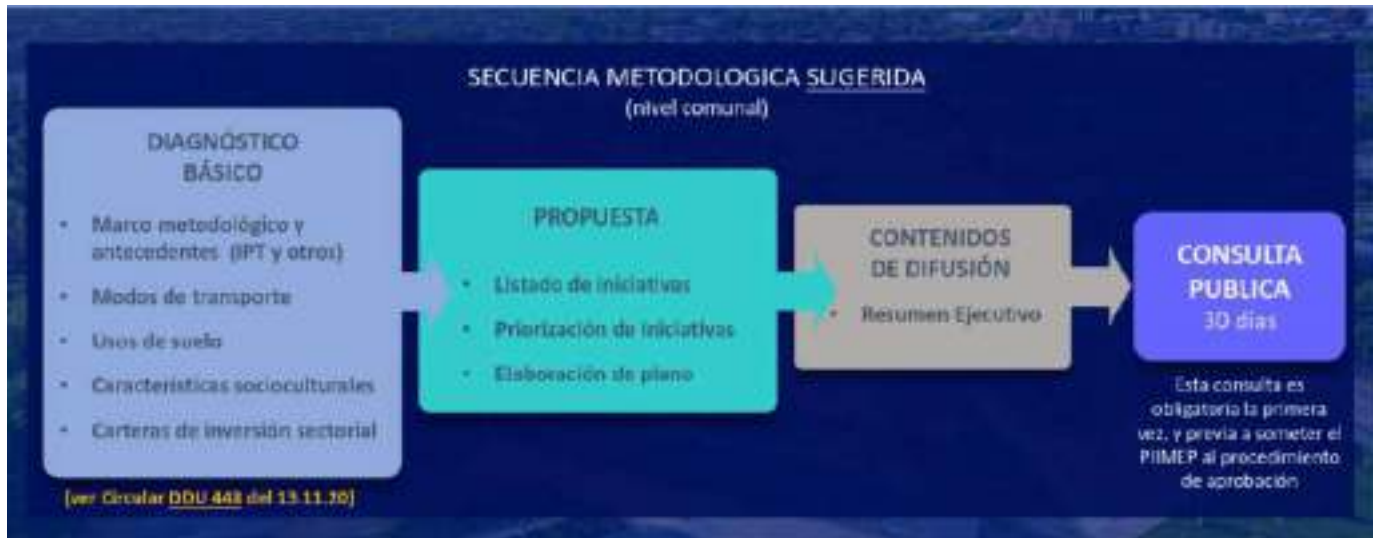 SECUENCIA METODOLOGICA SUGERIDA
(nivel comunal)
DIAGNÓSTICO
BÁSICO
• Marco metodológico y
antecedentes (IPT y otros)
• Modos de transporte
• Usos de suelo
• Características socioculturales
• Carteras de inversión sectorial
[ver Circular DDU 448 del 13.11.20]
PROPUESTA
• Listado de iniciativas
• Priorización de iniciativas
• Elaboración de plano
CONTENIDOS
DE DIFUSIÓN
• Resumen Ejecutivo
CONSULTA
PUBLICA
30 días
Esta consulta es
obligatoria la primera
vez, y previa a someter el
PIIMEP al procedimiento
de aprobación